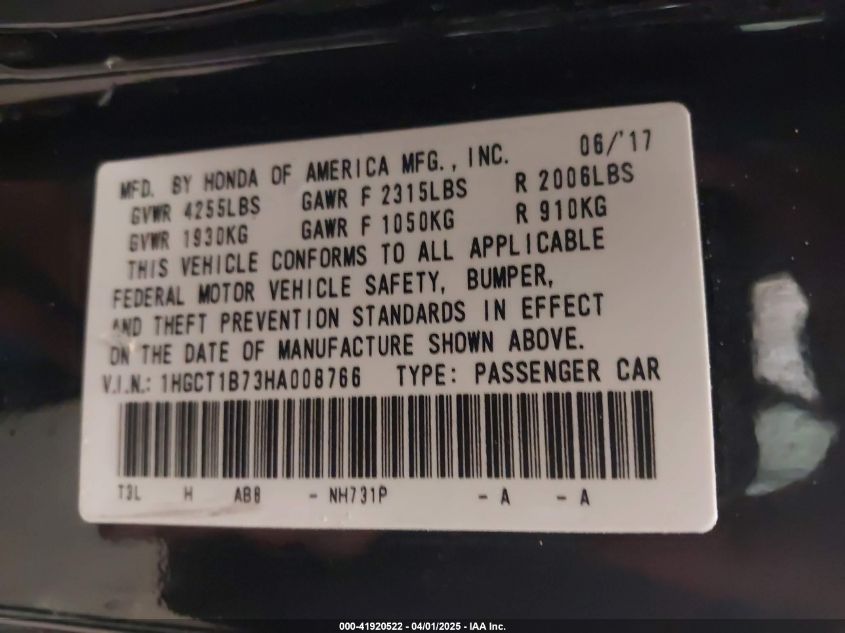 06/'17
MFD. BY HONDA OF AMERICA MFG., INC.
GVWR 4255LBS GAWR F 2315LBS R 2006LBS
GVWR 1930KG GAWR F 1050KG R 910KG
THIS VEHICLE CONFORMS TO ALL APPLICABLE
FEDERAL MOTOR VEHICLE SAFETY, BUMPER,
AND THEFT PREVENTION STANDARDS IN EFFECT
ON THE DATE OF MANUFACTURE SHOWN ABOVE.
V.I.N.: 1HGCT1B73HA008766 TYPE: PASSENGER CAR
T3L H AB8 - NH731P - A - A
000-41920522 - 04/01/2025 - IAA Inc.